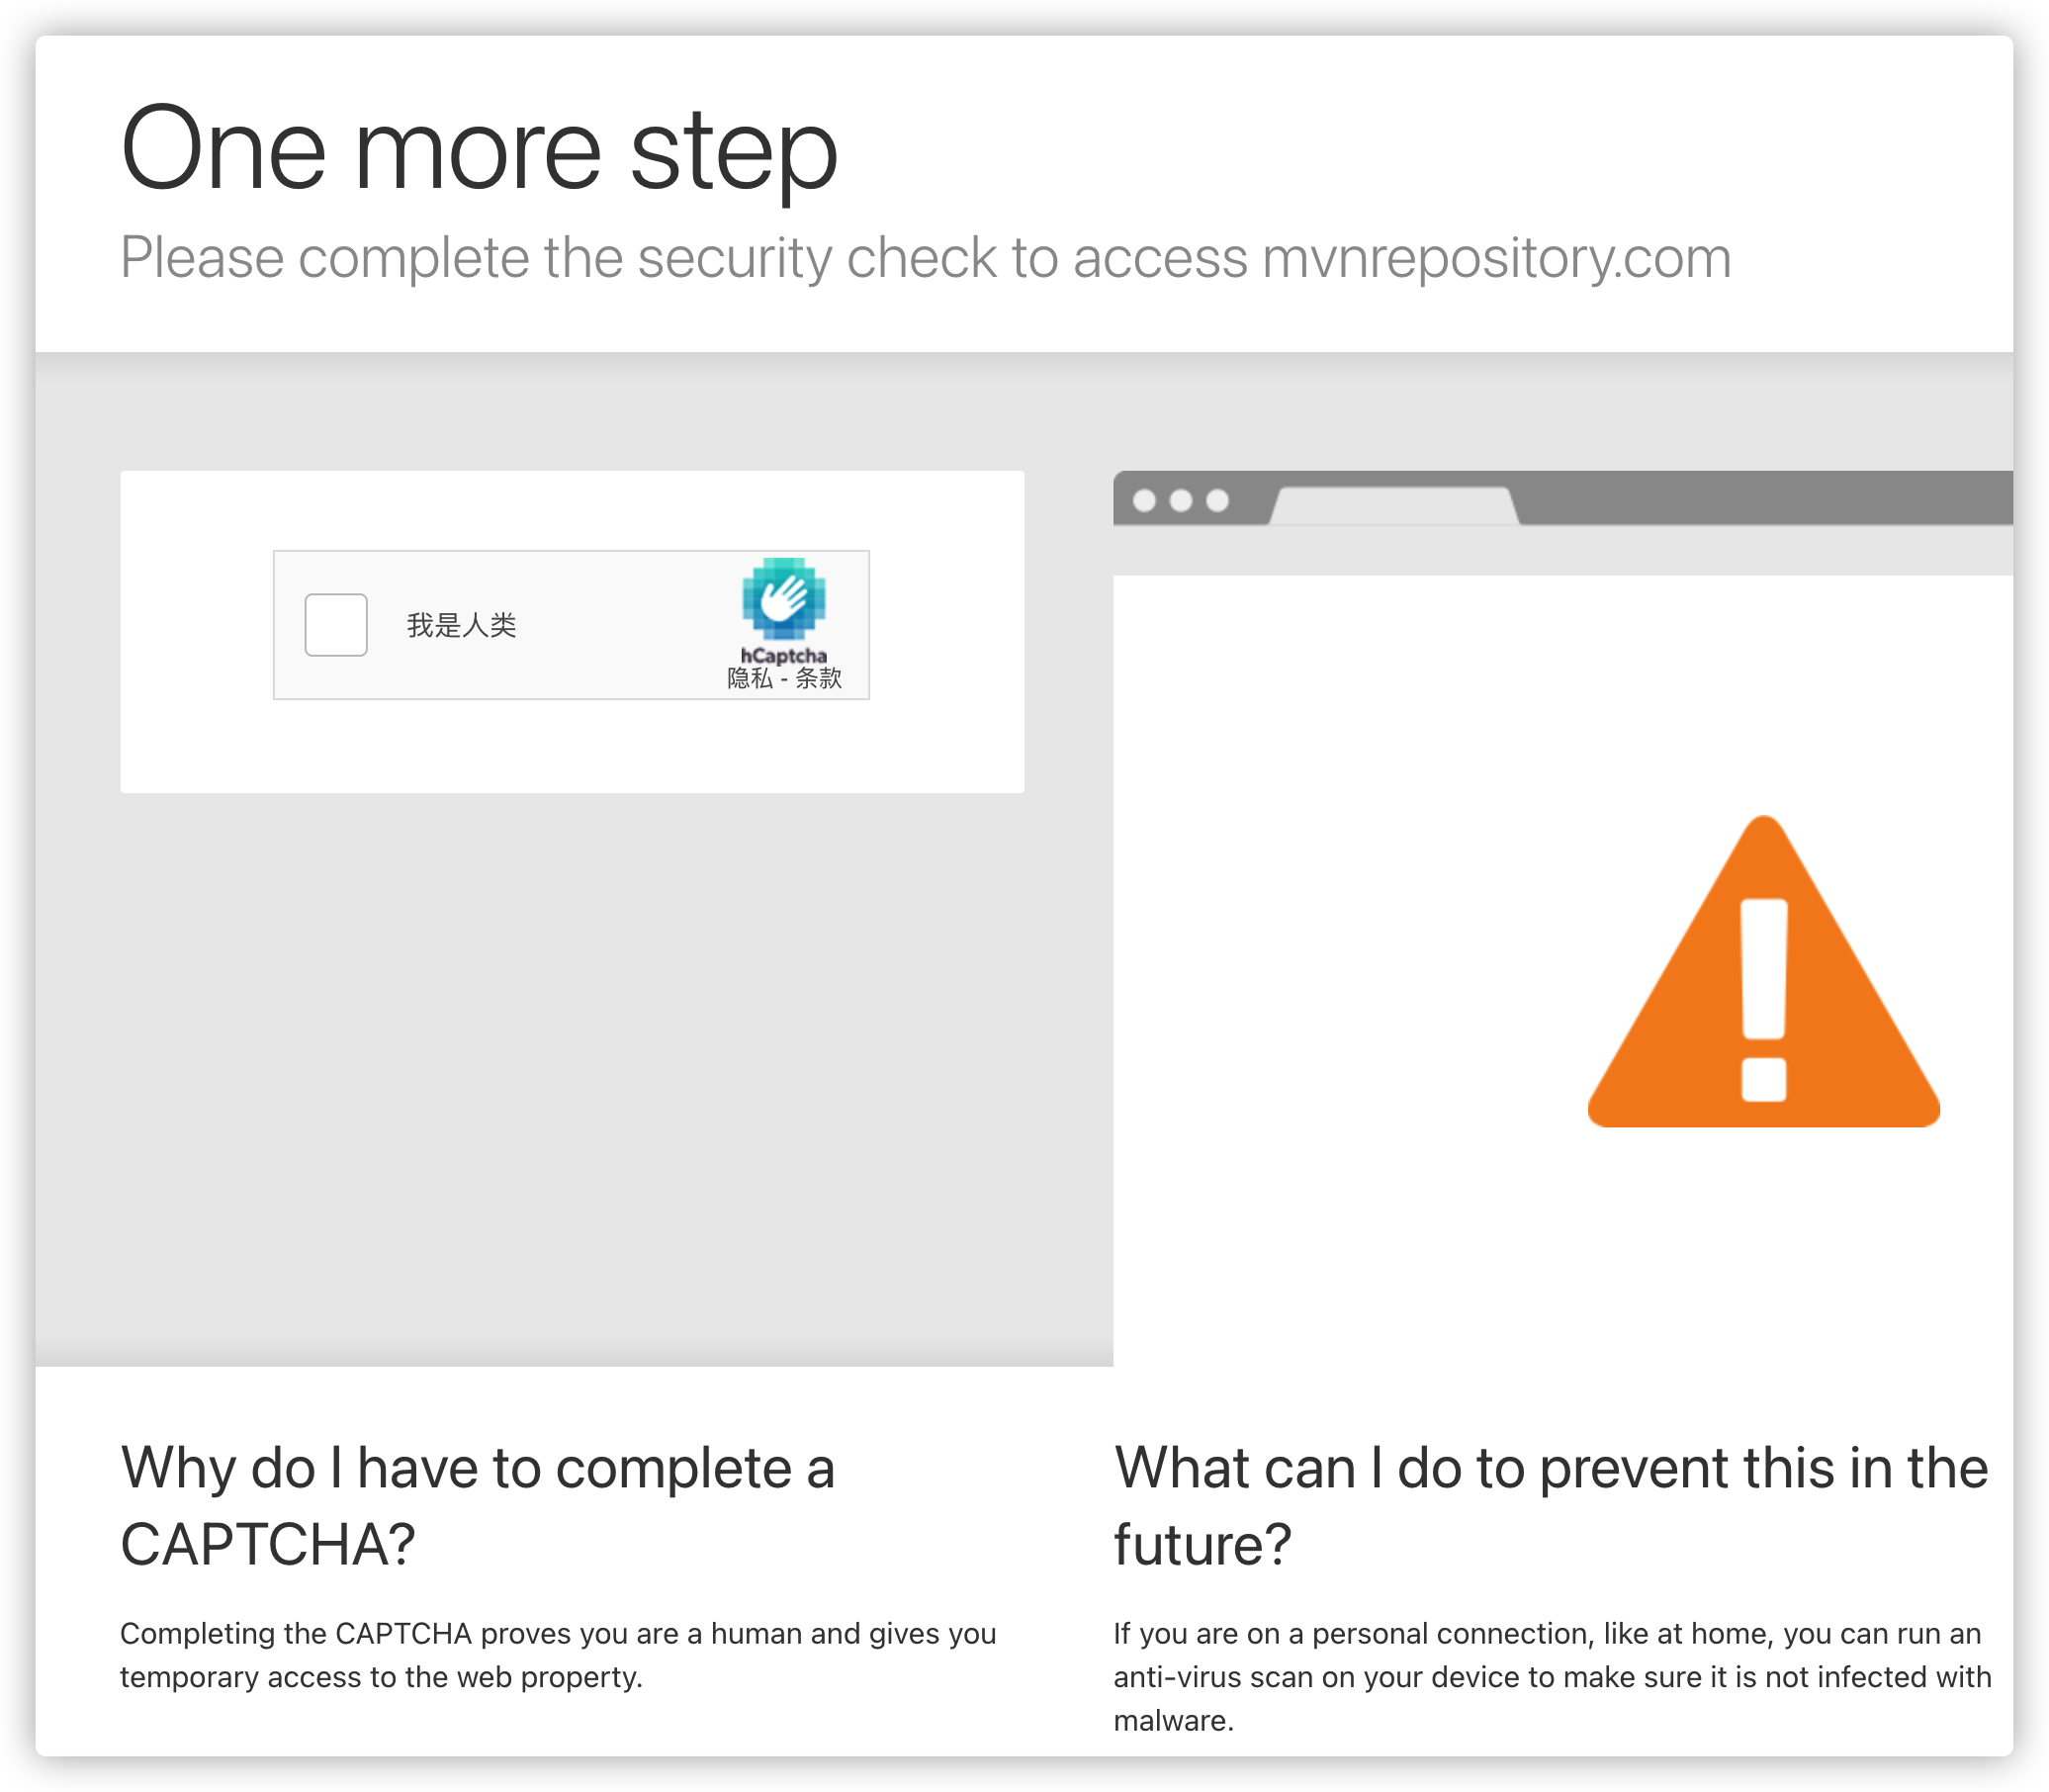 One more step
Please complete the security check to access mvnrepository.com
我是人类
hCaptcha
隐私 - 条款
Why do I have to complete a
CAPTCHA?
Completing the CAPTCHA proves you are a human and gives you
temporary access to the web property.
What can I do to prevent this in the
future?
If you are on a personal connection, like at home, you can run an
anti-virus scan on your device to make sure it is not infected with
malware.